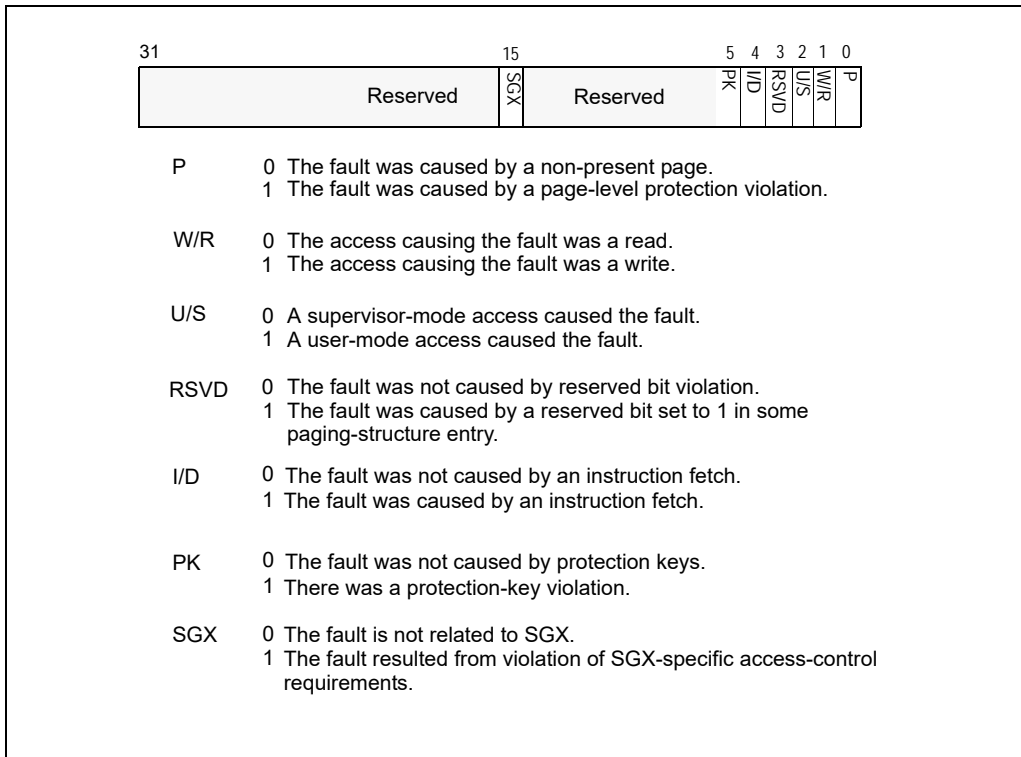 31 15 5 4 3 2 1 0
Reserved SGX Reserved PK I/D RSVD U/S W/R P
P 0 The fault was caused by a non-present page.
1 The fault was caused by a page-level protection violation.
W/R 0 The access causing the fault was a read.
1 The access causing the fault was a write.
U/S 0 A supervisor-mode access caused the fault.
1 A user-mode access caused the fault.
RSVD 0 The fault was not caused by reserved bit violation.
1 The fault was caused by a reserved bit set to 1 in some
paging-structure entry.
I/D 0 The fault was not caused by an instruction fetch.
1 The fault was caused by an instruction fetch.
PK 0 The fault was not caused by protection keys.
1 There was a protection-key violation.
SGX 0 The fault is not related to SGX.
1 The fault resulted from violation of SGX-specific access-control
requirements.